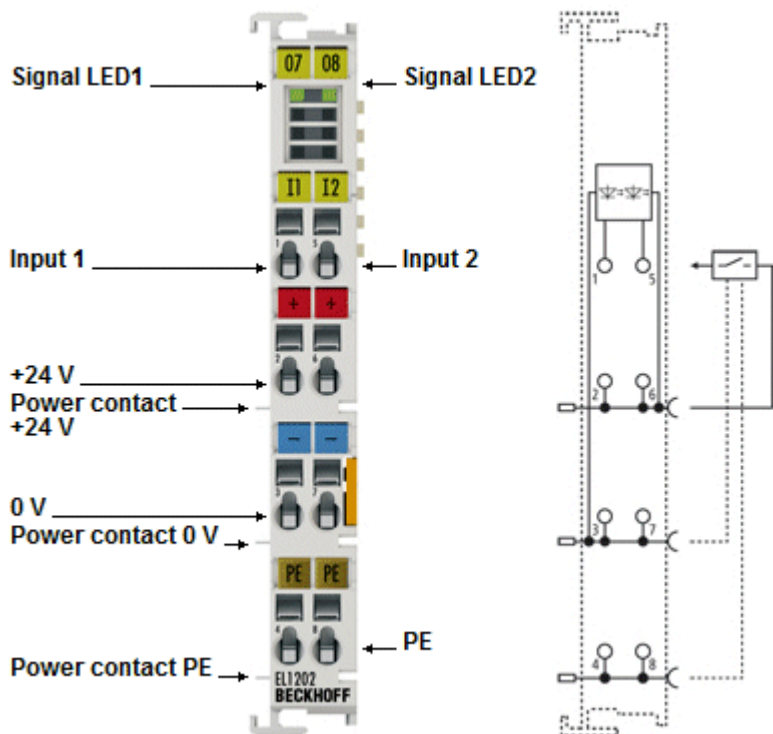 07 08
Signal LED1
Signal LED2
I1 I2
1 5
Input 1
Input 2
1 5
+ +
2 6
+24 V
Power contact
+24 V
2 6
− −
3 7
0 V
Power contact 0 V
3 7
PE PE
4 8
PE
Power contact PE
4 8
EL1202
BECKHOFF